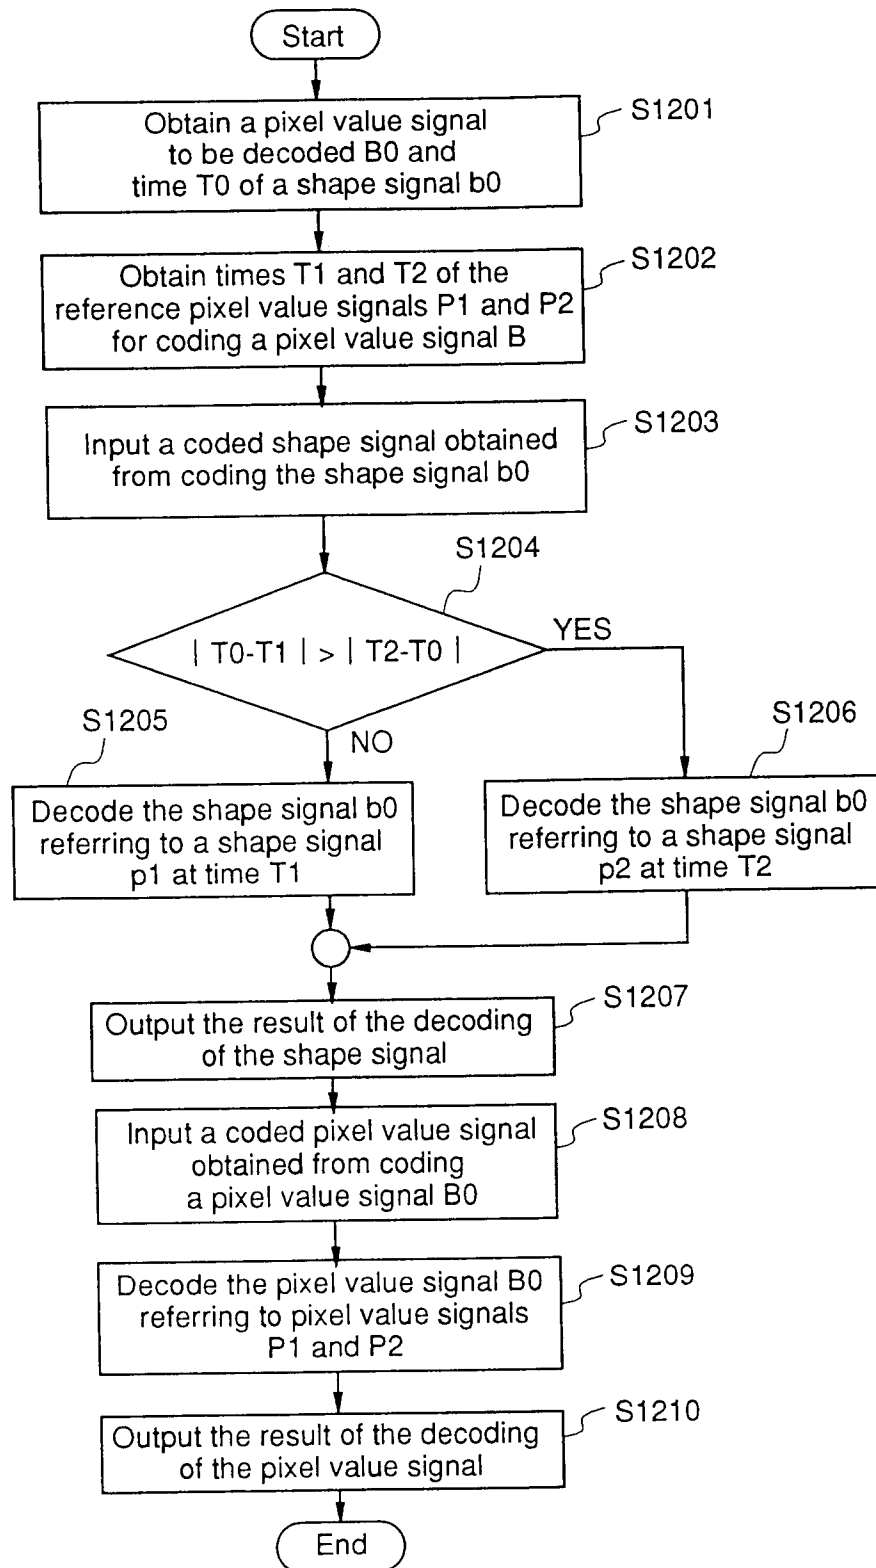 Start
S1201
Obtain a pixel value signal
to be decoded B0 and
time T0 of a shape signal b0
S1202
Obtain times T1 and T2 of the
reference pixel value signals P1 and P2
for coding a pixel value signal B
S1203
Input a coded shape signal obtained
from coding the shape signal b0
S1204
| T0-T1 | > | T2-T0 |
YES
NO
S1205
Decode the shape signal b0
referring to a shape signal
p1 at time T1
S1206
Decode the shape signal b0
referring to a shape signal
p2 at time T2
S1207
Output the result of the decoding
of the shape signal
S1208
Input a coded pixel value signal
obtained from coding
a pixel value signal B0
S1209
Decode the pixel value signal B0
referring to pixel value signals
P1 and P2
S1210
Output the result of the decoding
of the pixel value signal
End